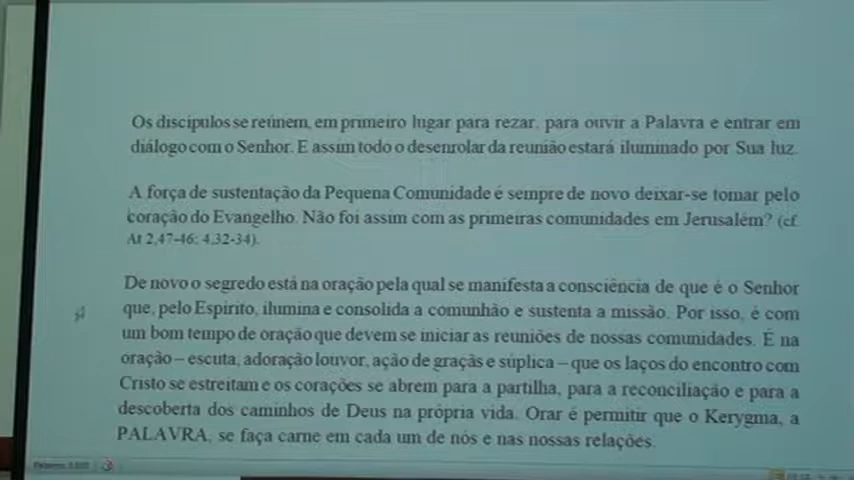 Os discípulos se reúnem, em primeiro lugar para rezar, para ouvir a Palavra e entrar em
diálogo com o Senhor. E assim todo o desenrolar da reunião estará iluminado por Sua luz.
A força de sustentação da Pequena Comunidade é sempre de novo deixar-se tomar pelo
coração do Evangelho. Não foi assim com as primeiras comunidades em Jerusalém? (cf.
At 2,47-46; 4,32-34).
De novo o segredo está na oração pela qual se manifesta a consciência de que é o Senhor
que, pelo Espírito, ilumina e consolida a comunhão e sustenta a missão. Por isso, é com
um bom tempo de oração que devem se iniciar as reuniões de nossas comunidades. É na
oração – escuta, adoração louvor, ação de graçãs e súplica – que os laços do encontro com
Cristo se estreitam e os corações se abrem para a partilha, para a reconciliação e para a
descoberta dos caminhos de Deus na própria vida. Orar é permitir que o Kerygma, a
PALAVRA, se faça carne em cada um de nós e nas nossas relações.